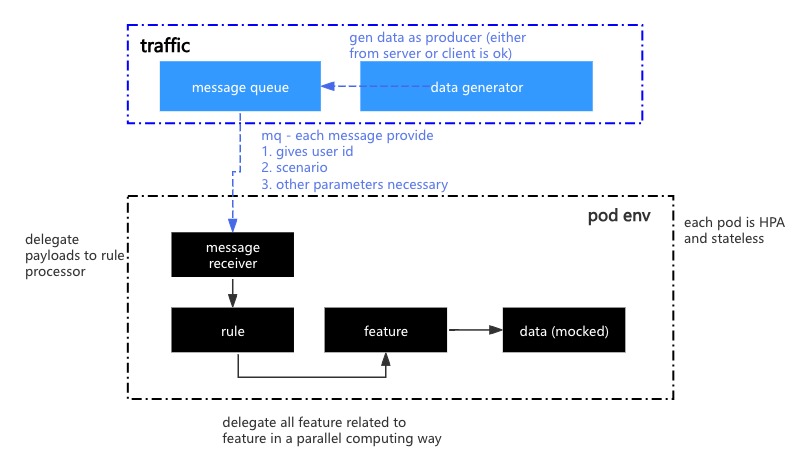 gen data as producer (either
from server or client is ok)
traffic
message queue
data generator
mq - each message provide
1. gives user id
2. scenario
3. other parameters necessary
pod env
each pod is HPA
and stateless
delegate
payloads to rule
processor
message
receiver
rule
feature
data (mocked)
delegate all feature related to
feature in a parallel computing way